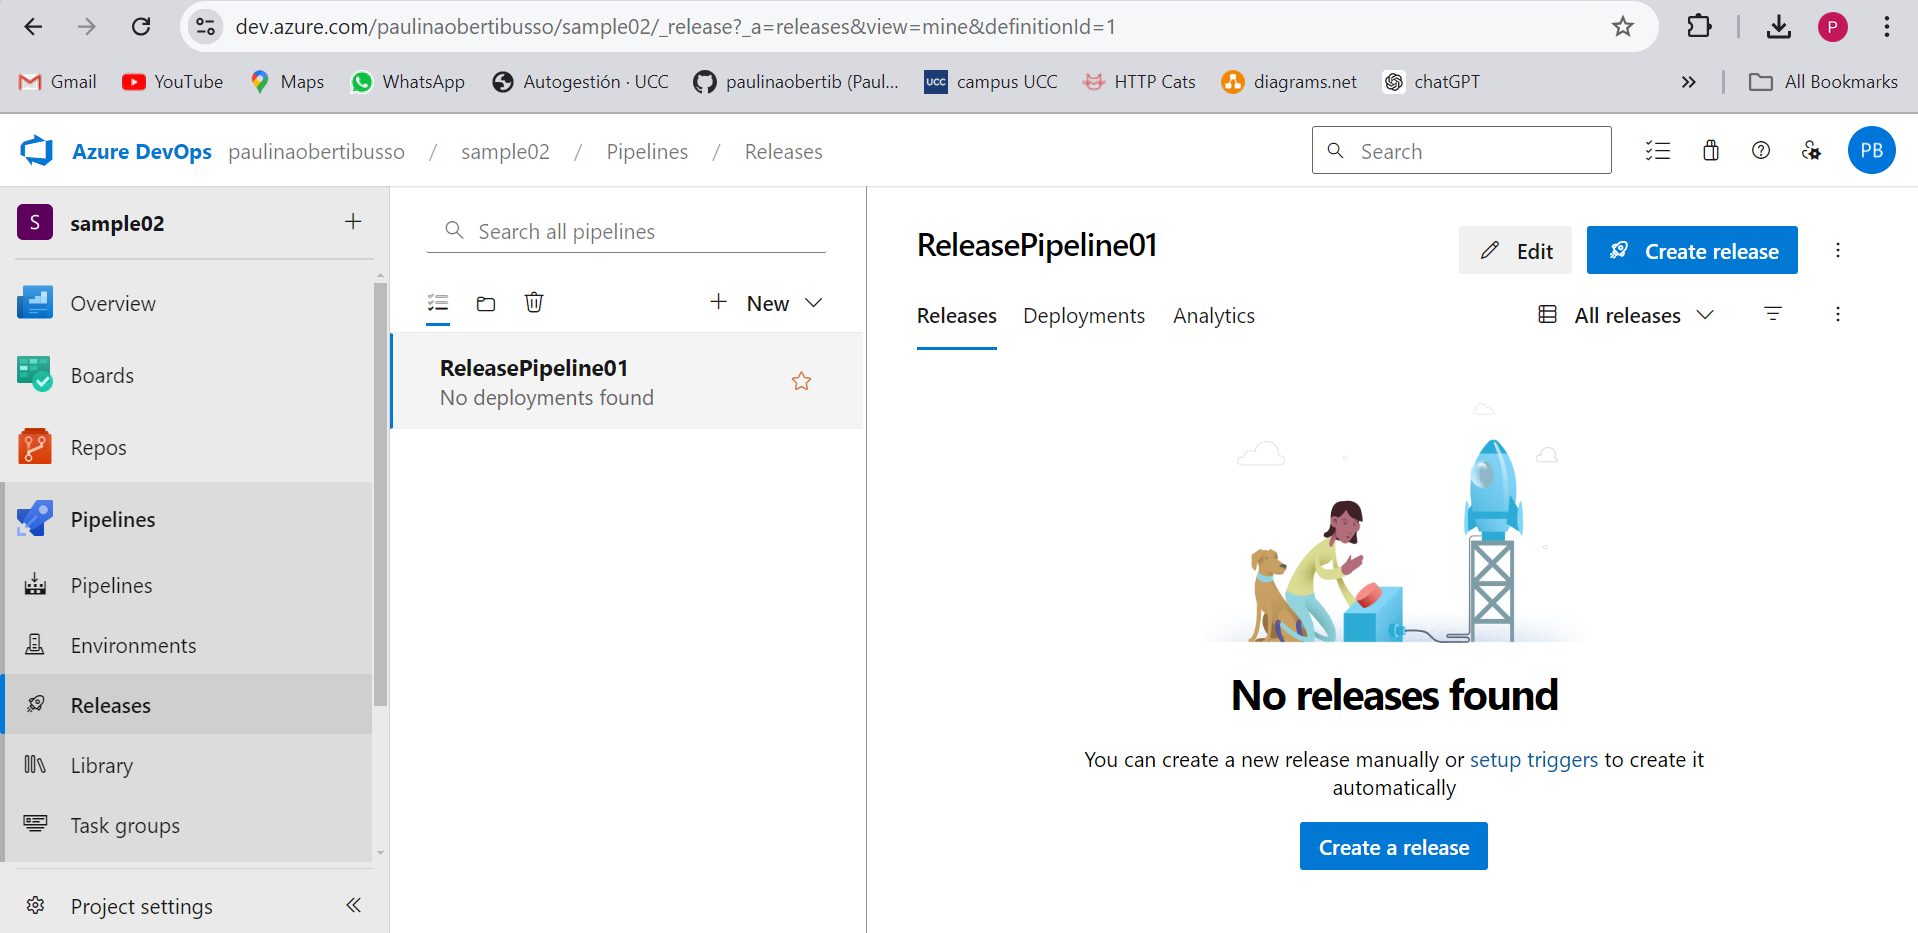 dev.azure.com/paulinaobertibusso/sample02/_release?_a=releases&view=mine&definitionId=1
P
Gmail
YouTube
Maps
WhatsApp
Autogestión · UCC
paulinaobertib (Paul...
UCC
campus UCC
HTTP Cats
diagrams.net
chatGPT
All Bookmarks
Azure DevOps
paulinaobertibusso / sample02 / Pipelines / Releases
Search
PB
S
sample02
Overview
Boards
Repos
Pipelines
Pipelines
Environments
Releases
Library
Task groups
Project settings
Search all pipelines
New
ReleasePipeline01
No deployments found
ReleasePipeline01
Edit
Create release
Releases
Deployments
Analytics
All releases
No releases found
You can create a new release manually or setup triggers to create it
automatically
Create a release